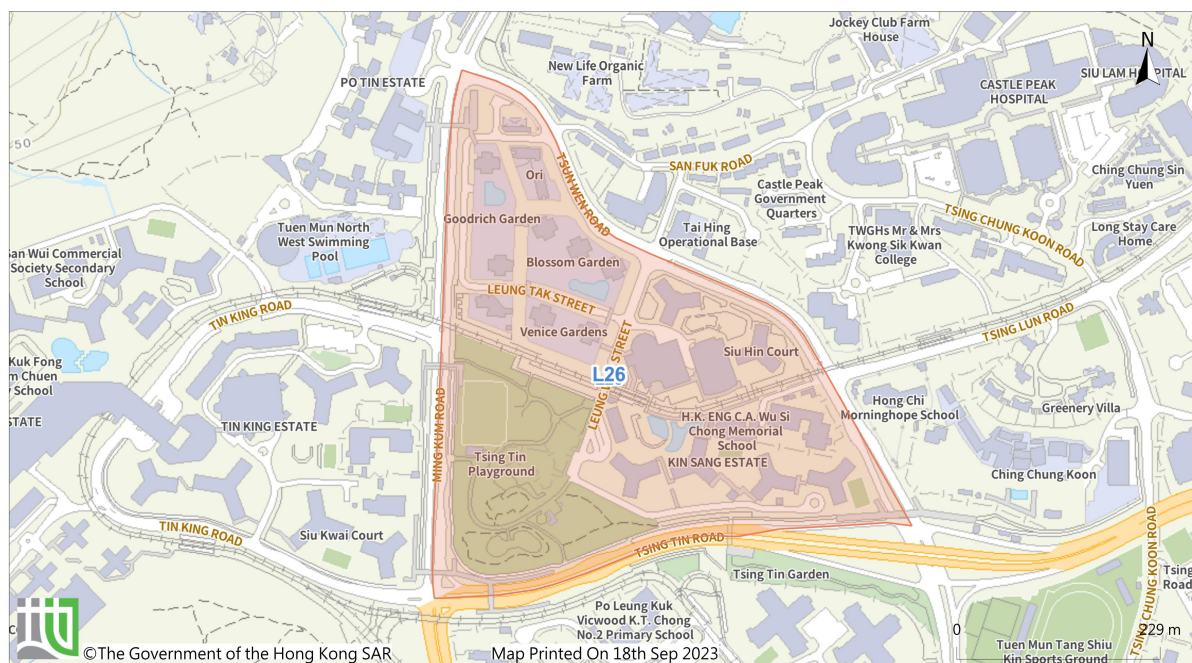 Jockey Club Farm
House
N
New Life Organic
Farm
SIU LAM HOSPITAL
PO TIN ESTATE
CASTLE PEAK
HOSPITAL
50
TSUN WEN ROAD
SAN FUK ROAD
Ching Chung Sin
Yuen
Ori
Castle Peak
Government
Quarters
Goodrich Garden
TSING CHUNG KOON ROAD
Tuen Mun North
West Swimming
Pool
Tai Hing
Operational Base
TWGHs Mr & Mrs
Kwong Sik Kwan
College
Long Stay Care
Home
San Wui Commercial
Society Secondary
School
Blossom Garden
LEUNG TAK STREET
TIN KING ROAD
Venice Gardens
TSING LUN ROAD
Siu Hin Court
Kuk Fong
m Chuen
School
L26
STREET
LEUNG
MING KUM ROAD
Hong Chi
Morninghope School
Greenery Villa
H.K. ENG C.A. Wu Si
Chong Memorial
School
STATE
TIN KING ESTATE
Tsing Tin
Playground
KIN SANG ESTATE
Ching Chung Koon
TIN KING ROAD
Siu Kwai Court
TSING TIN ROAD
TSING CHUNG KOON ROAD
Tsing Tin Garden
Tsing
Road
Po Leung Kuk
Vicwood K.T. Chong
No.2 Primary School
0
229 m
Tuen Mun Tang Shiu
Kin Sports Ground
©The Government of the Hong Kong SAR
Map Printed On 18th Sep 2023